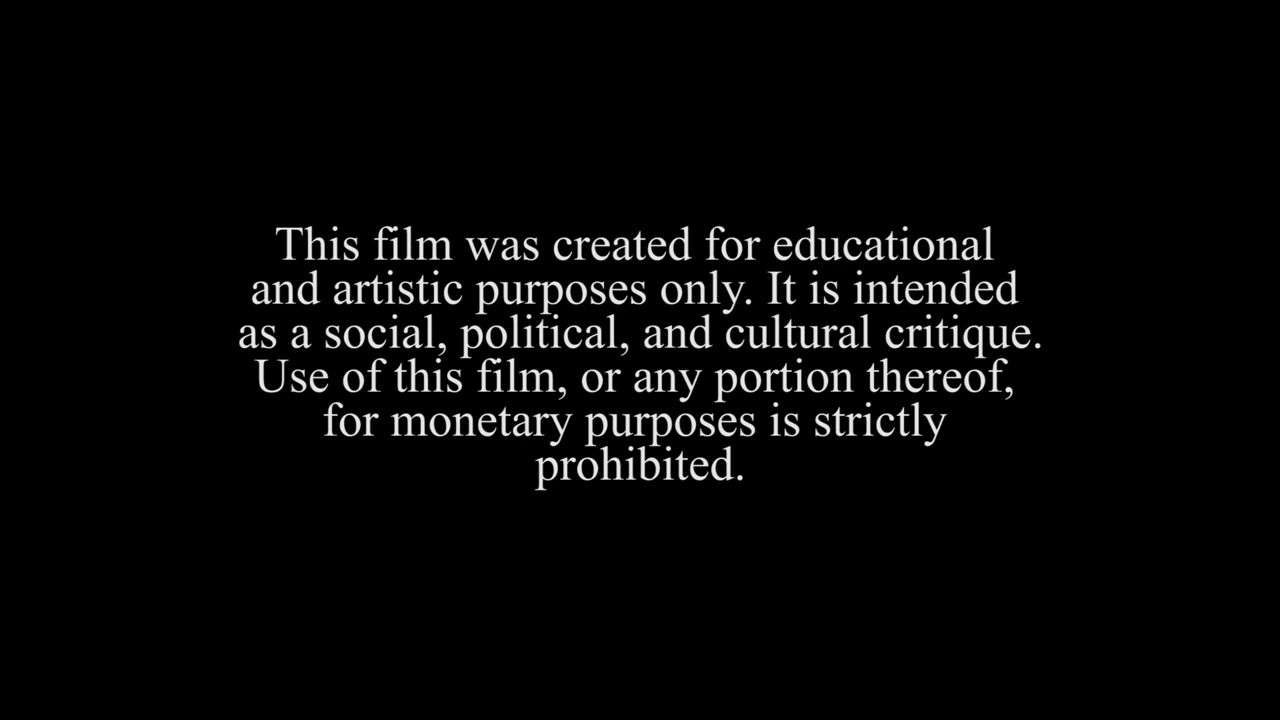 This film was created for educational
and artistic purposes only. It is intended
as a social, political, and cultural critique.
Use of this film, or any portion thereof,
for monetary purposes is strictly
prohibited.